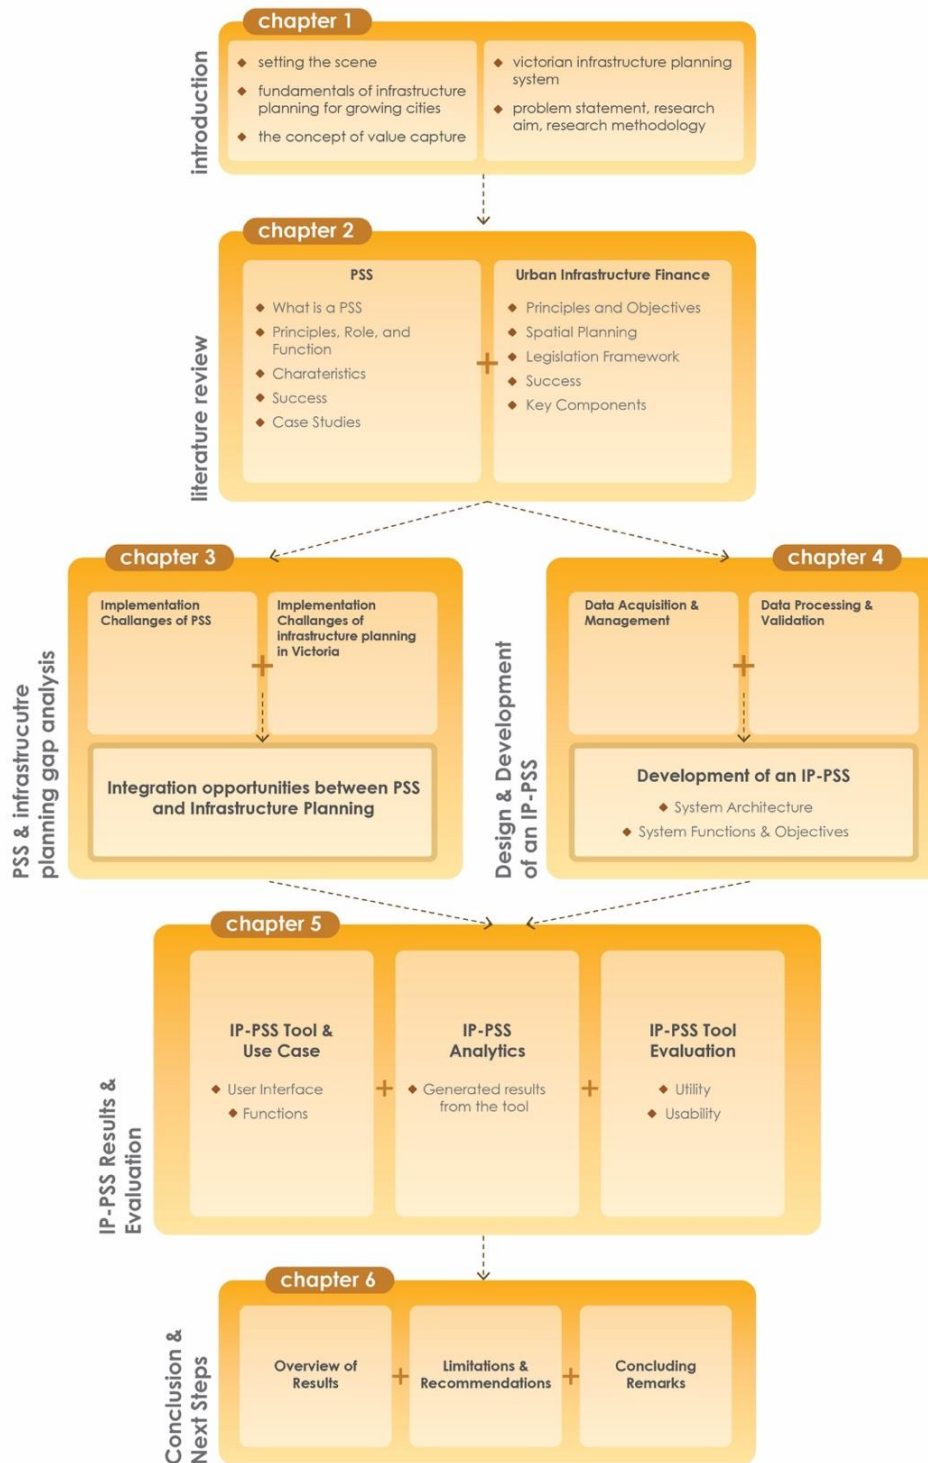 chapter 1
introduction
setting the scene
fundamentals of infrastructure
planning for growing cities
the concept of value capture
victorian infrastructure planning
system
problem statement, research
aim, research methodology
chapter 2
literature review
PSS
What is a PSS
Principles, Role, and
Function
Charateristics
Success
Case Studies
+
Urban Infrastructure Finance
Principles and Objectives
Spatial Planning
Legislation Framework
Success
Key Components
chapter 3
PSS & infrastrucutre
planning gap analysis
Implementation
Challanges of PSS
+
Implementation
Challenges of
infrastructure planning
in Victoria
Integration opportunities between PSS
and Infrastructure Planning
chapter 4
Design & Development
of an IP-PSS
Data Acquisition &
Management
+
Data Processing &
Validation
Development of an IP-PSS
System Architecture
System Functions & Objectives
chapter 5
IP-PSS Results &
Evaluation
IP-PSS Tool &
Use Case
User Interface
Functions
+
IP-PSS
Analytics
Generated results
from the tool
+
IP-PSS Tool
Evaluation
Utility
Usability
chapter 6
Conclusion &
Next Steps
Overview of
Results
+
Limitations &
Recommendations
+
Concluding
Remarks